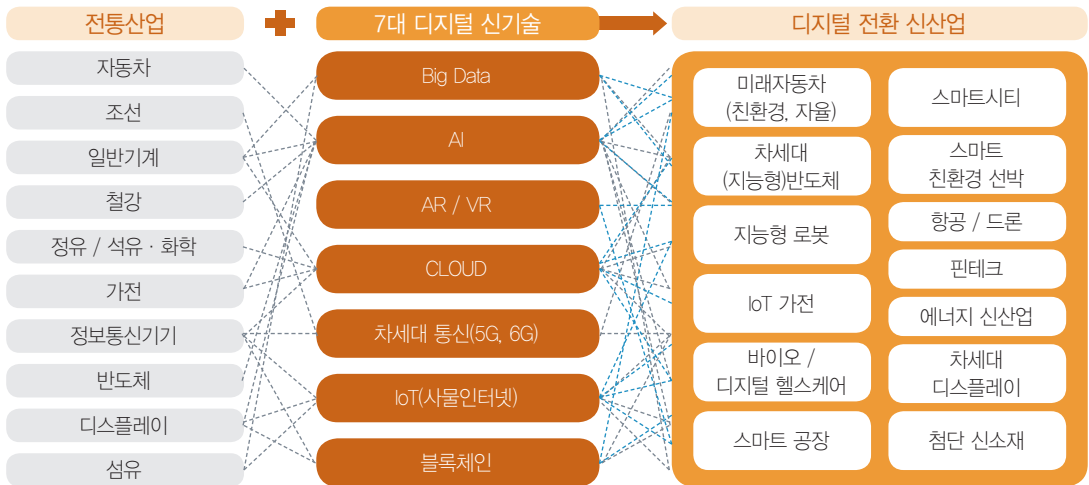 전통산업
7대 디지털 신기술
디지털 전환 신산업
자동차
조선
일반기계
철강
정유 / 석유 · 화학
가전
정보통신기기
반도체
디스플레이
섬유
Big Data
AI
AR / VR
CLOUD
차세대 통신(5G, 6G)
IoT(사물인터넷)
블록체인
미래자동차
(친환경, 자율)
차세대
(지능형)반도체
지능형 로봇
IoT 가전
바이오 /
디지털 헬스케어
스마트 공장
스마트시티
스마트
친환경 선박
항공 / 드론
핀테크
에너지 신산업
차세대
디스플레이
첨단 신소재